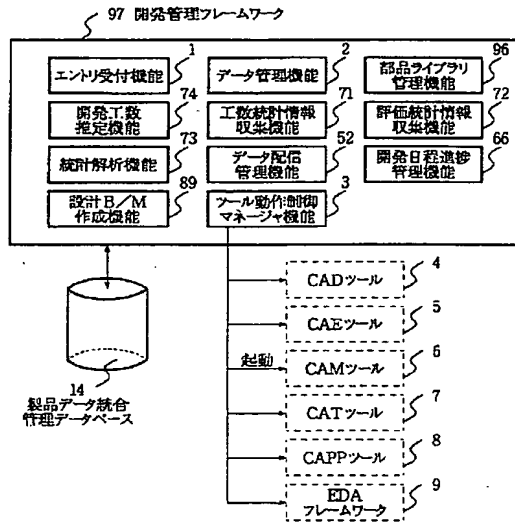 97 開発管理フレームワーク
1
エントリ受付機能
2
データ管理機能
96
部品ライブラリ
管理機能
74
開発工数
推定機能
71
工数統計情報
収集機能
72
評価統計情報
収集機能
73
統計解析機能
52
データ配信
管理機能
66
開発日程進捗
管理機能
89
設計B/M
作成機能
3
ツール動作制御
マネージャ機能
14
製品データ統合
管理データベース
起動
4
CADツール
5
CAEツール
6
CAMツール
7
CATツール
8
CAPPツール
9
EDA
フレームワーク